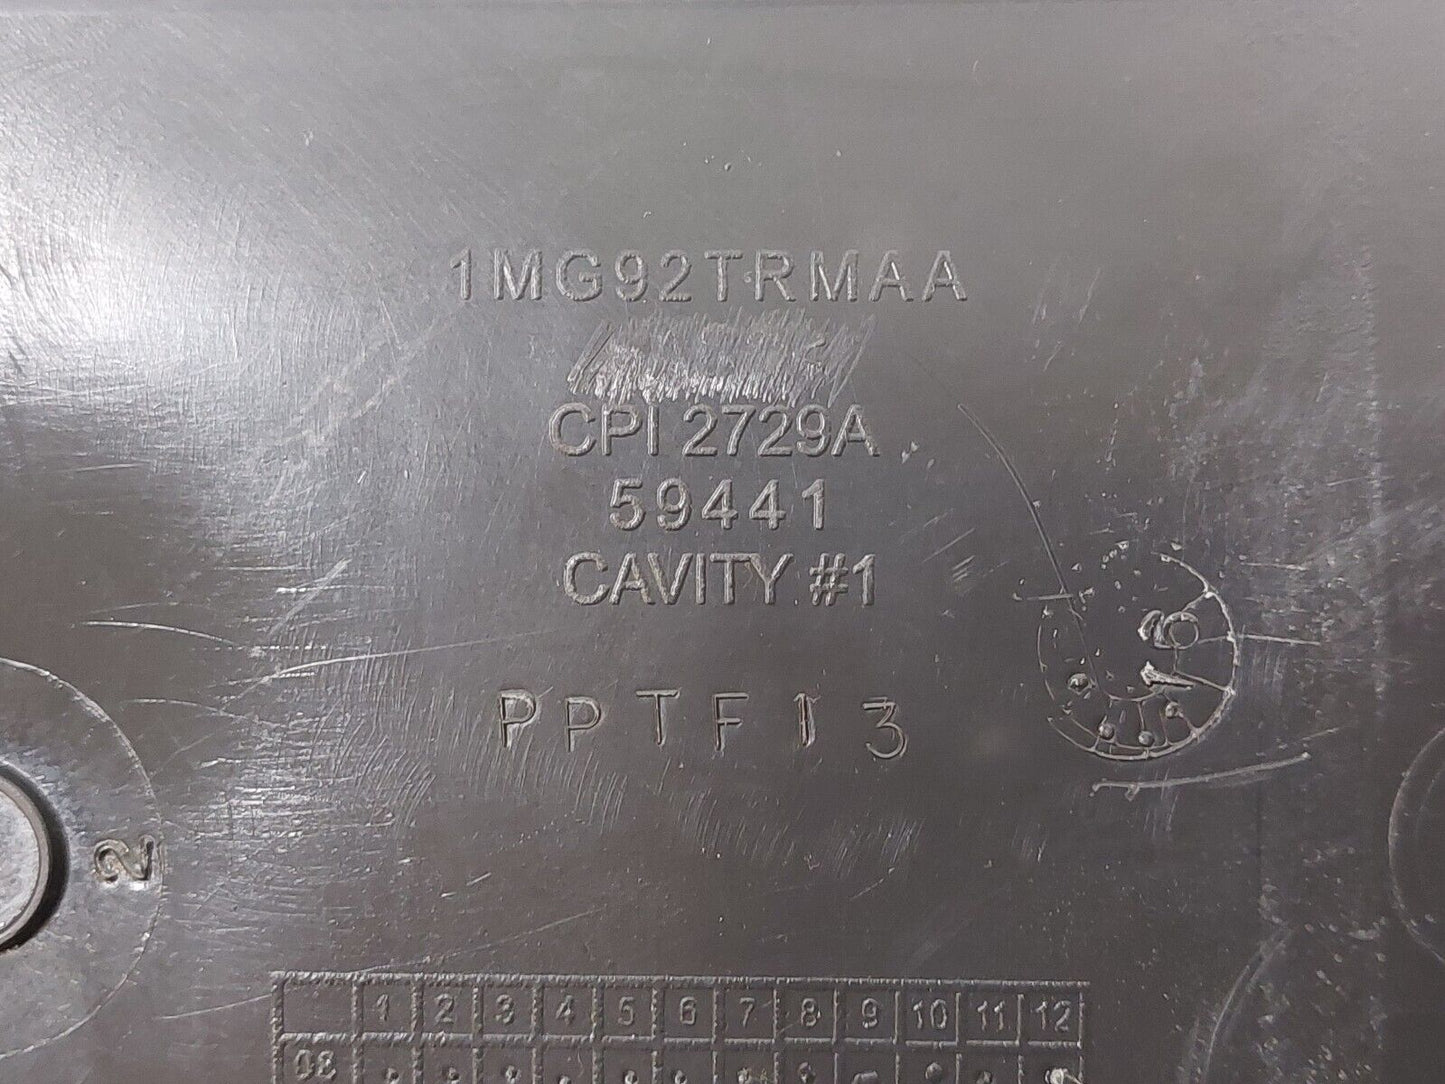 1MG92TRMAA
CPI 2729A
59441
CAVITY #1
PPTF13
2
1 2 3 4 5 6 7 8 9 10 11 12
08